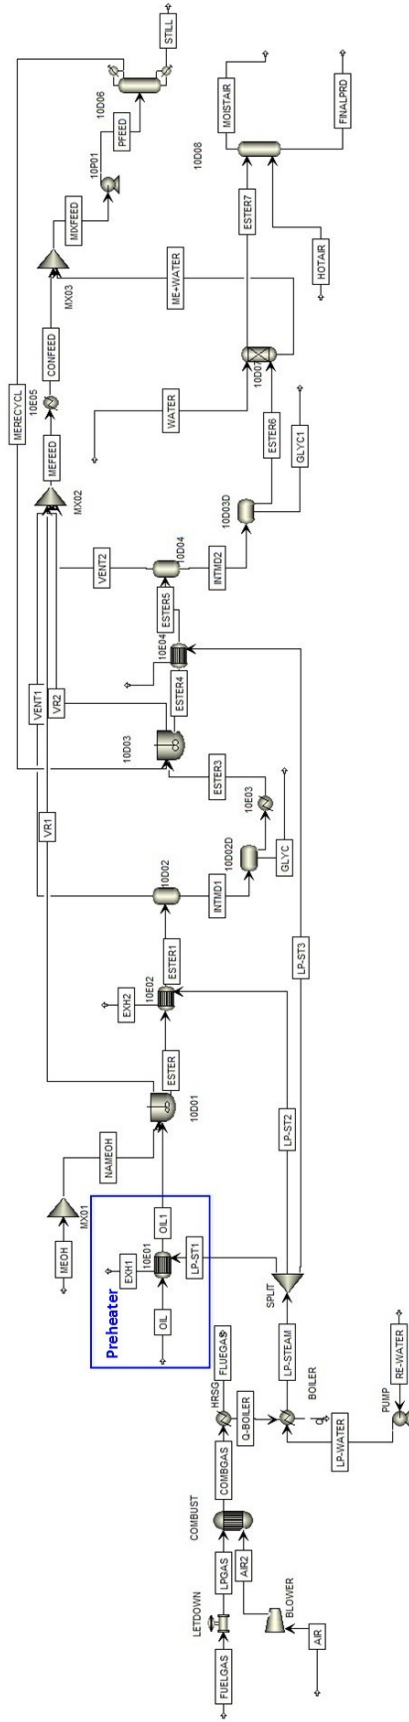 MEOH
MX01
NAMEOH
Preheater
OIL
EXH1
10E01
OIL1
LP-ST1
10D01
ESTER
VR1
EXH2
10E02
ESTER1
LP-ST2
VENT1
10D02
INTMD1
10D02D
GLYC
10E03
ESTER3
LP-ST3
MERECYCL
VR2
10D03
ESTER4
10E04
ESTER5
10D04
VENT2
INTMD2
10D03D
GLYC1
ESTER6
MX02
MEFEED
10E05
CONFEED
MX03
MIXFEED
10P01
PFEED
10D06
STILL
WATER
10D07
ME+WATER
ESTER7
HOTAIR
10D08
MOISTAIR
FINALPRD
FUELGAS
LETDOWN
LPGAS
AIR
BLOWER
AIR2
COMBUST
COMBGAS
HRSG
FLUEGAS
Q-BOILER
BOILER
Q
LP-STEAM
SPLIT
LP-WATER
PUMP
RE-WATER